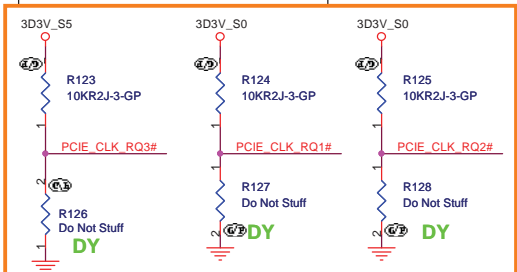 3D3V_S5
3D3V_S0
3D3V_S0
R123
10KR2J-3-GP
R124
10KR2J-3-GP
R125
10KR2J-3-GP
1
1
1
PCIE_CLK_RQ3#
PCIE_CLK_RQ1#
PCIE_CLK_RQ2#
2
1
1
R126
Do Not Stuff
DY
R127
Do Not Stuff
DY
R128
Do Not Stuff
DY
1
2
2